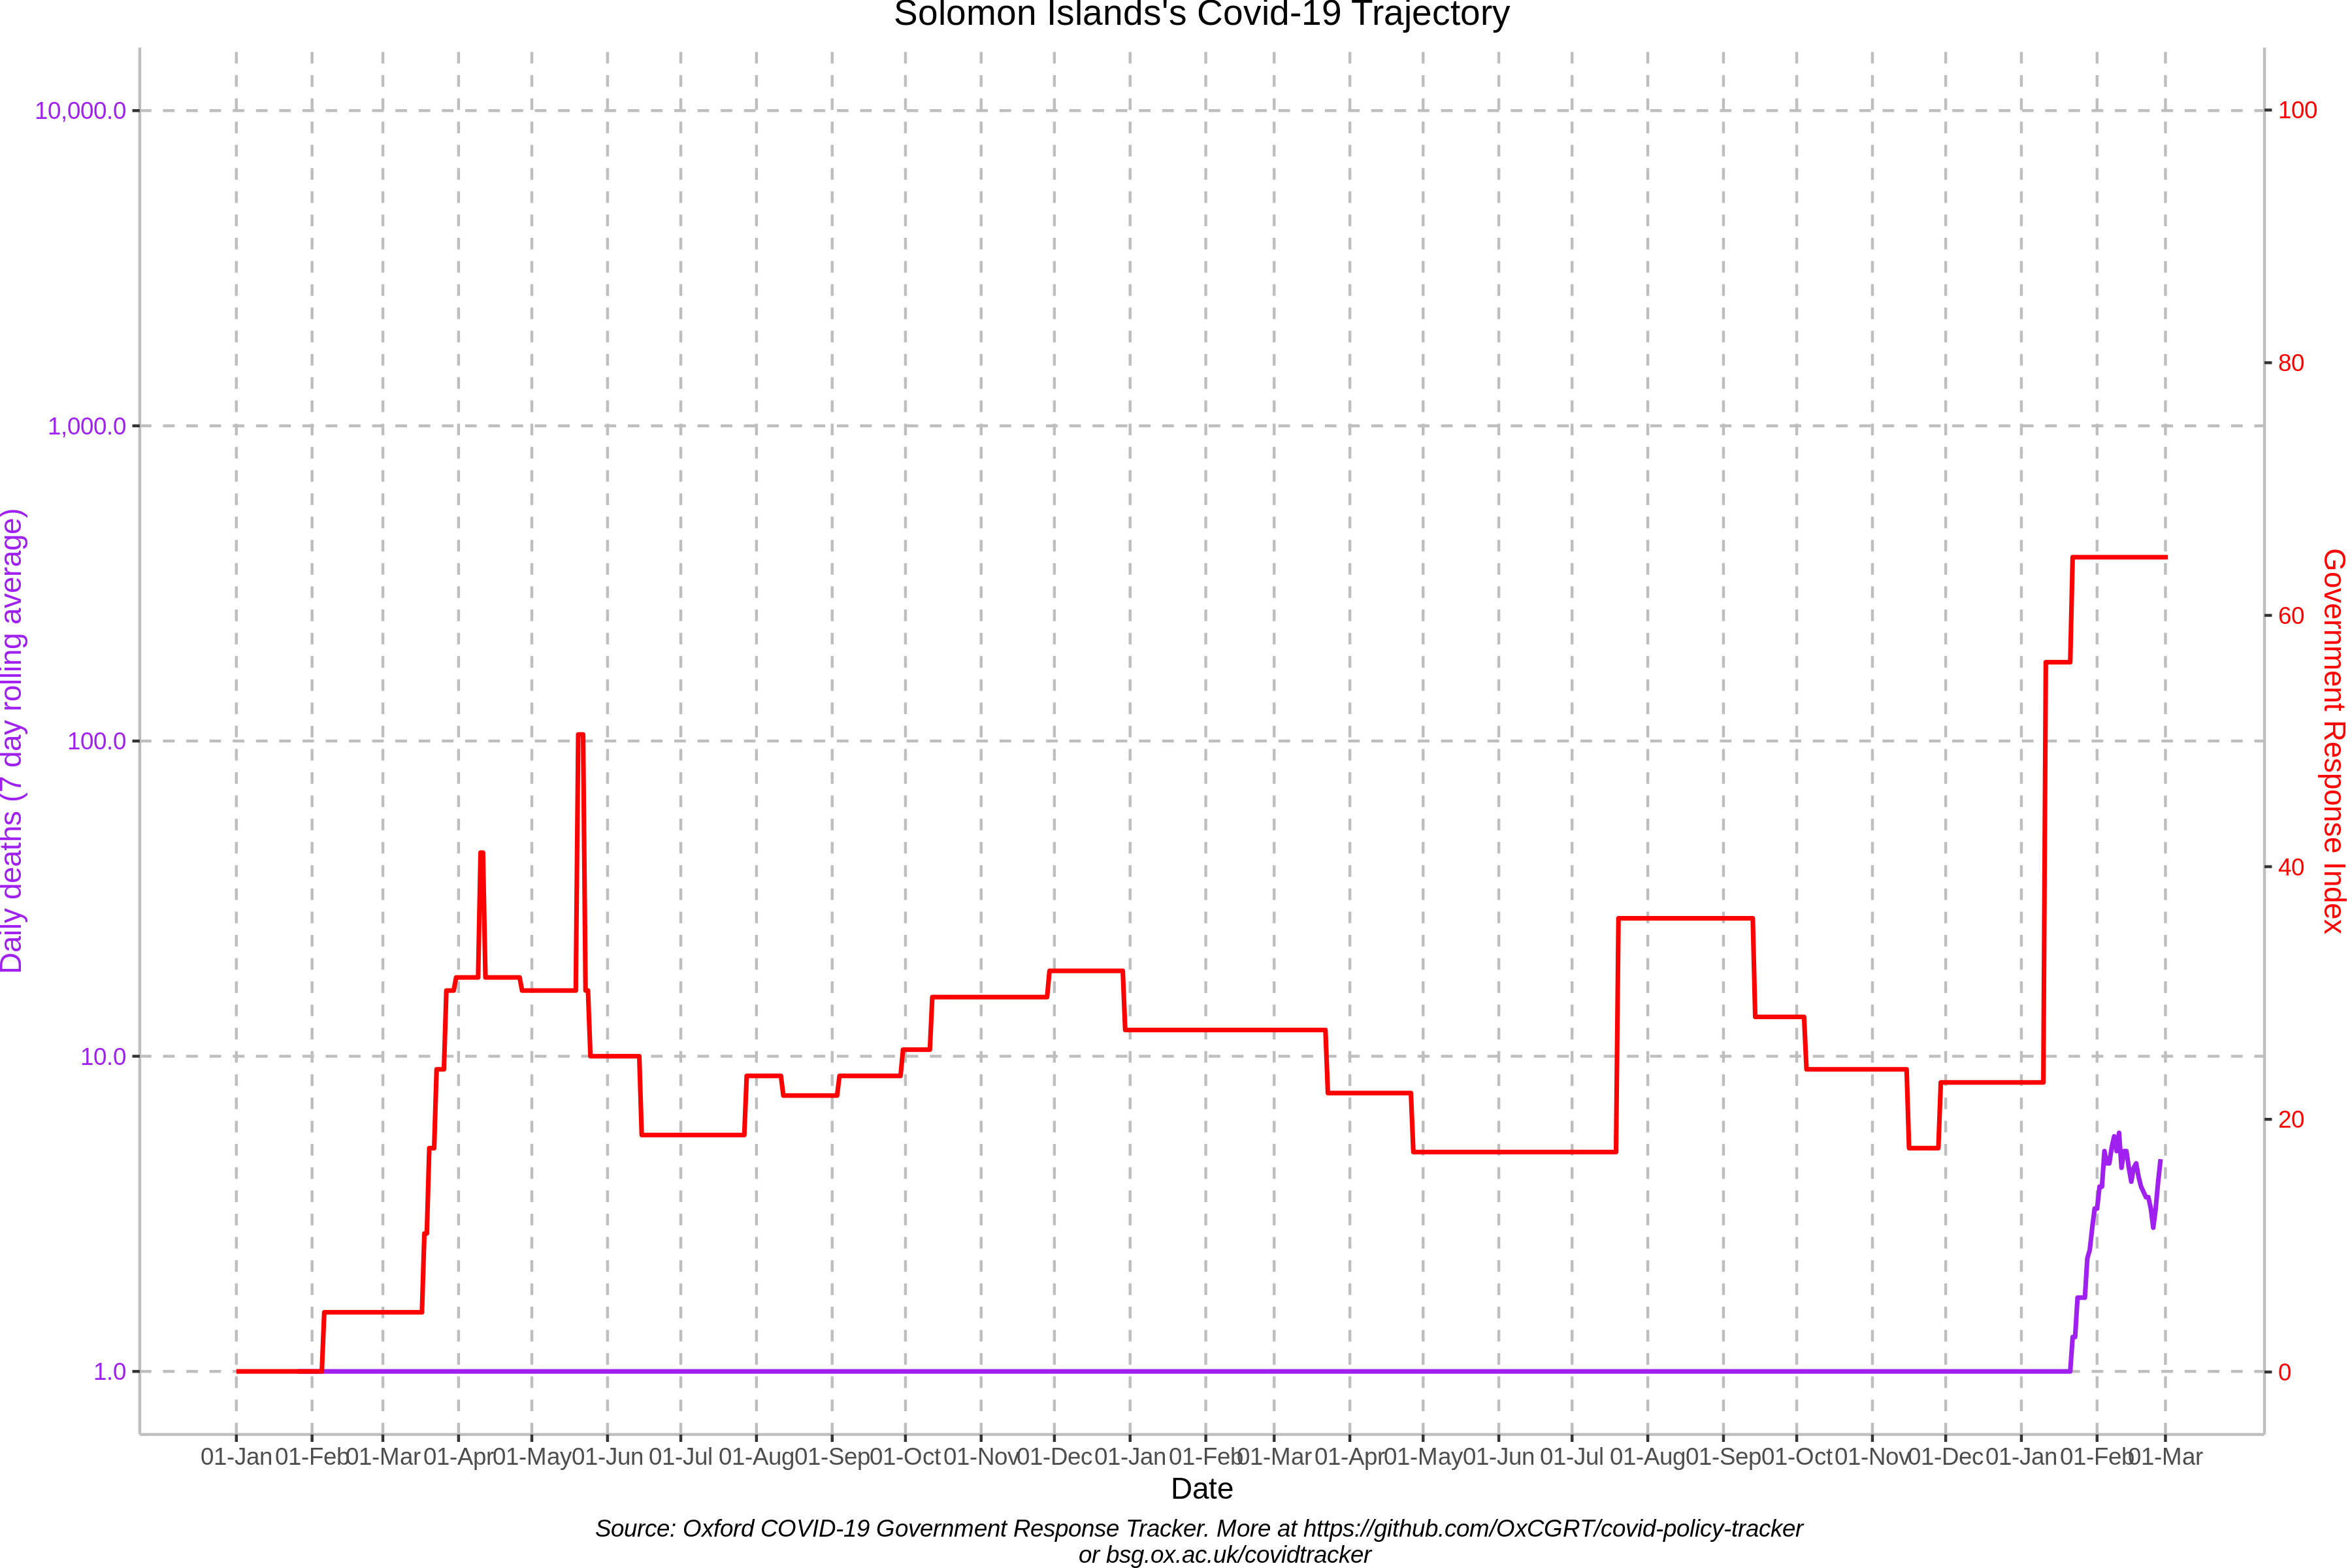 Solomon Islands's Covid-19 Trajectory
10,000.0
1,000.0
100.0
10.0
1.0
Daily deaths (7 day rolling average)
100
80
60
40
20
0
Government Response Index
01-Jan 01-Feb 01-Mar 01-Apr 01-May 01-Jun 01-Jul 01-Aug 01-Sep 01-Oct 01-Nov 01-Dec 01-Jan 01-Feb 01-Mar 01-Apr 01-May 01-Jun 01-Jul 01-Aug 01-Sep 01-Oct 01-Nov 01-Dec 01-Jan 01-Feb 01-Mar
Date
Source: Oxford COVID-19 Government Response Tracker. More at https://github.com/OxCGRT/covid-policy-tracker
or bsg.ox.ac.uk/covidtracker